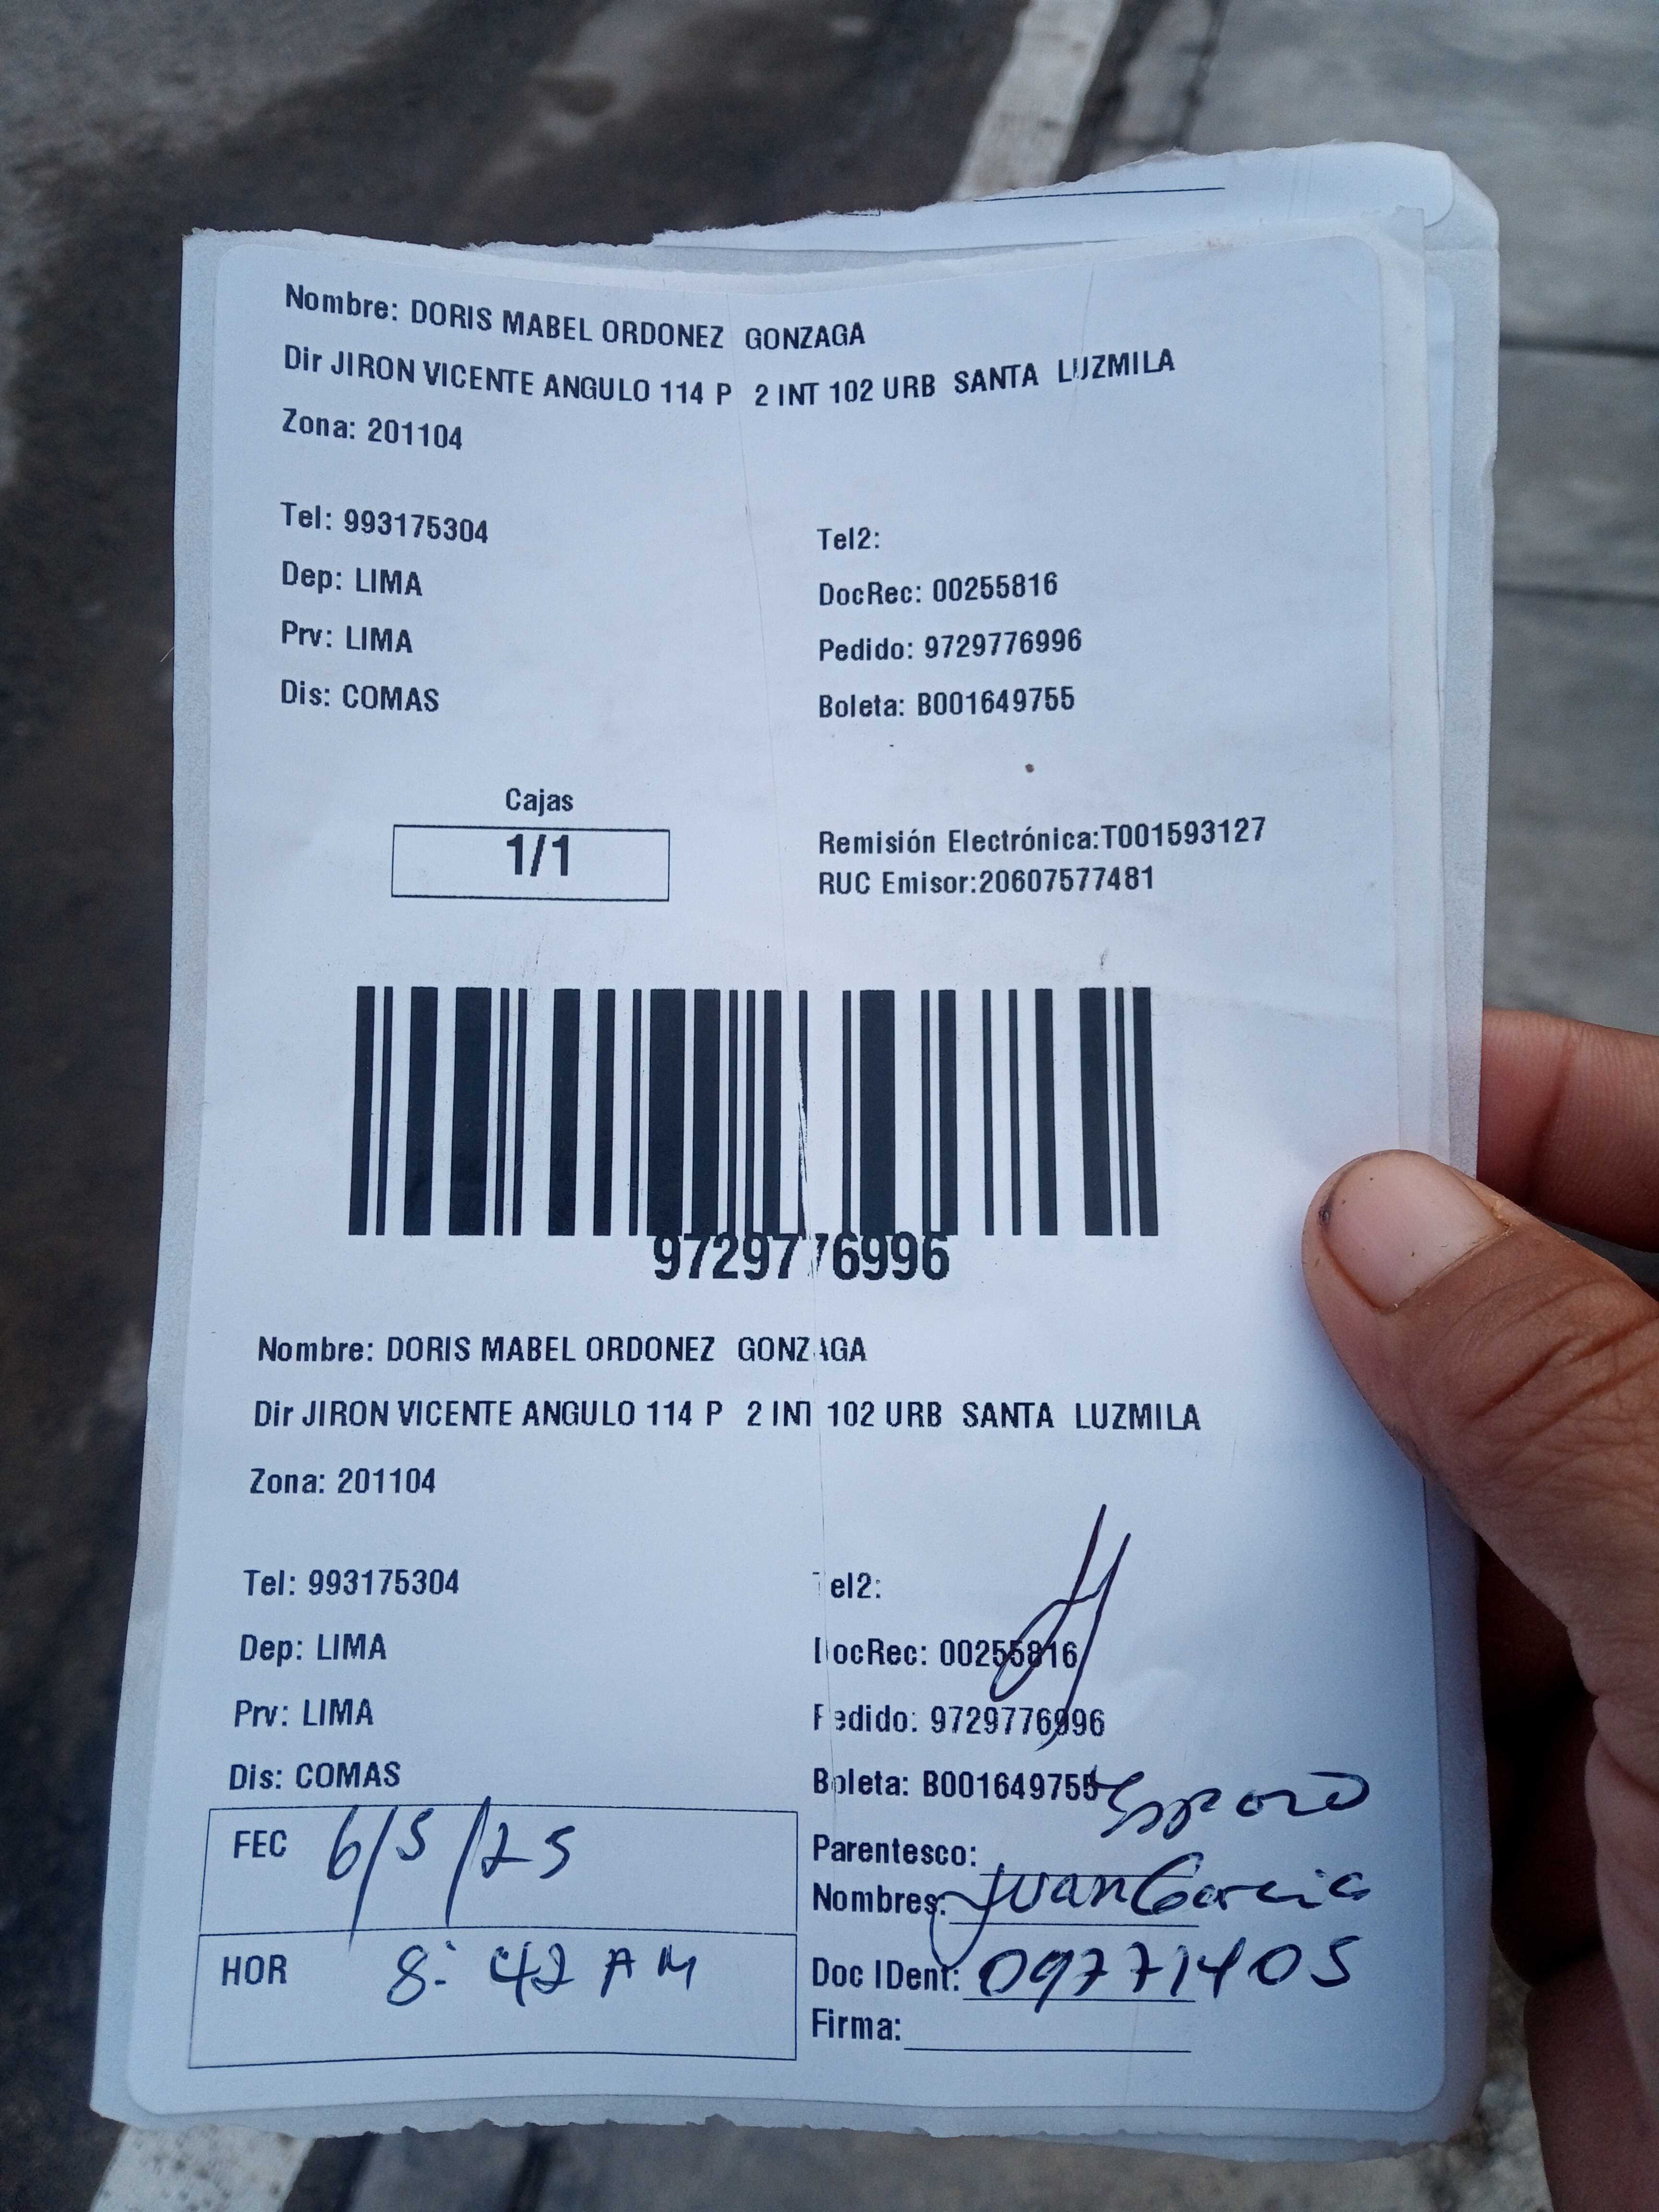 Nombre: DORIS MABEL ORDONEZ GONZAGA
Dir JIRON VICENTE ANGULO 114 P 2 INT 102 URB SANTA LUZMILA
Zona: 201104
Tel: 993175304
Tel2:
Dep: LIMA
DocRec: 00255816
Prv: LIMA
Pedido: 9729776996
Dis: COMAS
Boleta: B001649755
Cajas
1/1
Remisión Electrónica:T001593127
RUC Emisor:20607577481
9729776996
Nombre: DORIS MABEL ORDONEZ GONZAGA
Dir JIRON VICENTE ANGULO 114 P 2 INT 102 URB SANTA LUZMILA
Zona: 201104
Tel: 993175304
Tel2:
Dep: LIMA
DocRec: 00255816
Prv: LIMA
Pedido: 9729776996
Dis: COMAS
Boleta: B001649755
FEC 6/5/25
Parentesco: Esposo
Nombres: Juan Garcia
HOR 8:42 AM
Doc IDent: 09771405
Firma: